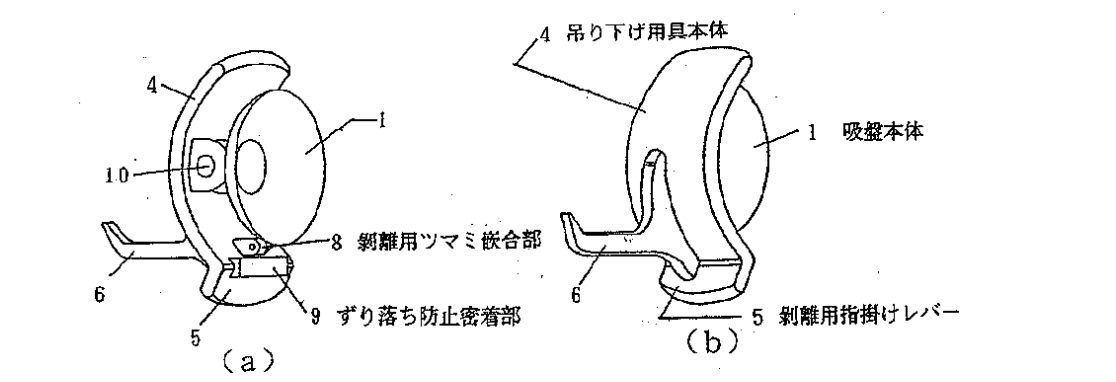 4 吊り下げ用具本体
4
1
1 吸盤本体
10
8 剝離用ツマミ嵌合部
6
6
9 ずり落ち防止密着部
5
5 剝離用指掛けレバー
(a)
(b)